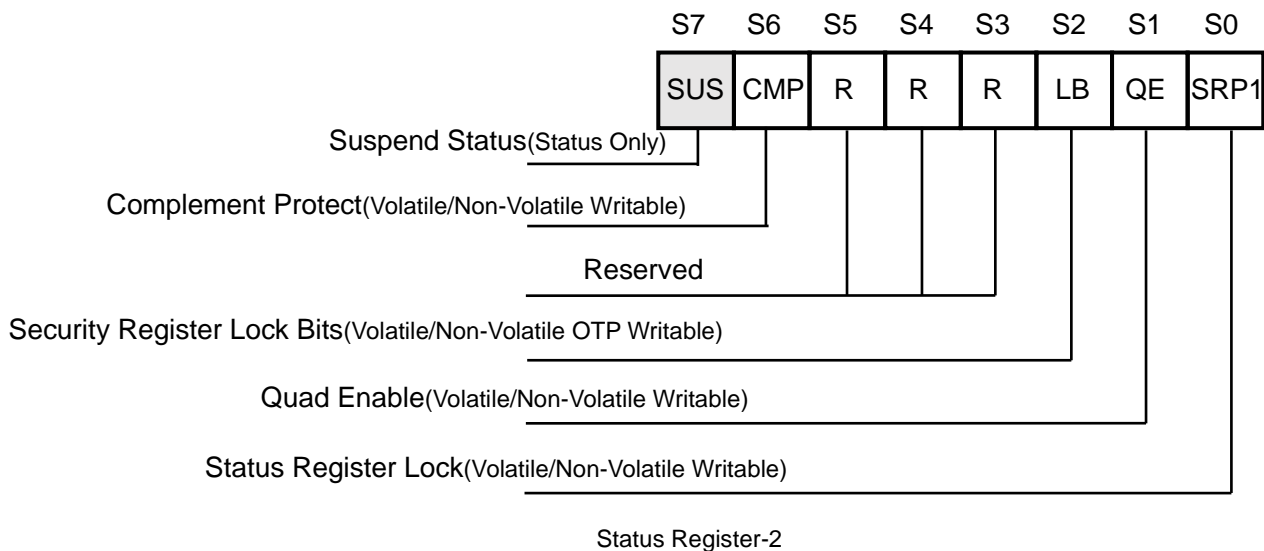 S7 S6 S5 S4 S3 S2 S1 S0
SUS CMP R R R LB QE SRP1
Suspend Status(Status Only)
Complement Protect(Volatile/Non-Volatile Writable)
Reserved
Security Register Lock Bits(Volatile/Non-Volatile OTP Writable)
Quad Enable(Volatile/Non-Volatile Writable)
Status Register Lock(Volatile/Non-Volatile Writable)
Status Register-2